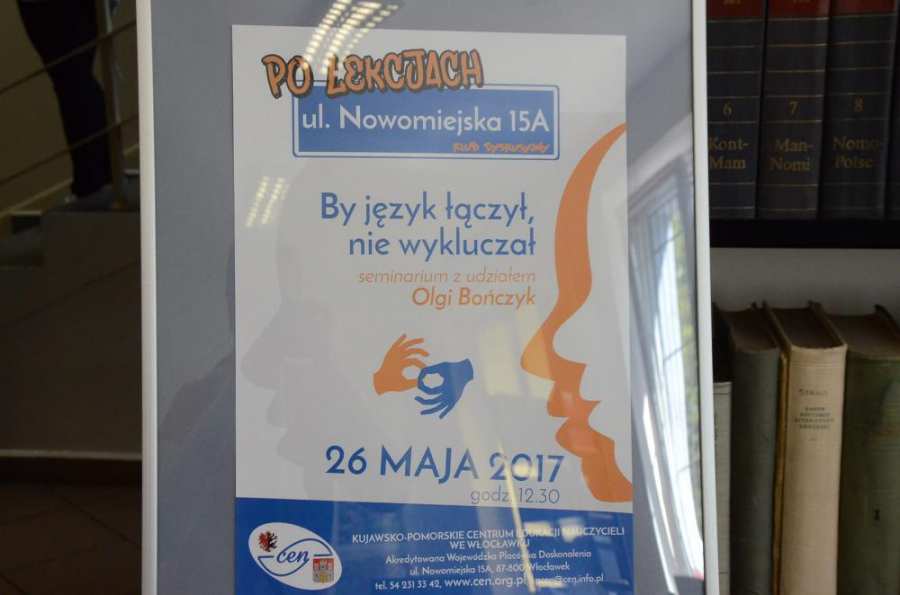 PO LEKCJACH
ul. Nowomiejska 15A
KLUB DYSKUSYJNY
By język łączył,
nie wykluczał
seminarium z udziałem
Olgi Bończyk
26 MAJA 2017
godz. 12.30
cen
KUJAWSKO-POMORSKIE CENTRUM EDUKACJI NAUCZYCIELI
WE WŁOCŁAWKU
Akredytowana Wojewódzka Placówka Doskonalenia
ul. Nowomiejska 15A, 87-800 Włocławek
tel. 54 231 33 42, www.cen.org.pl,
6
Kont-
Mam
7
Man-
Nomi
8
Nomo-
Polsc